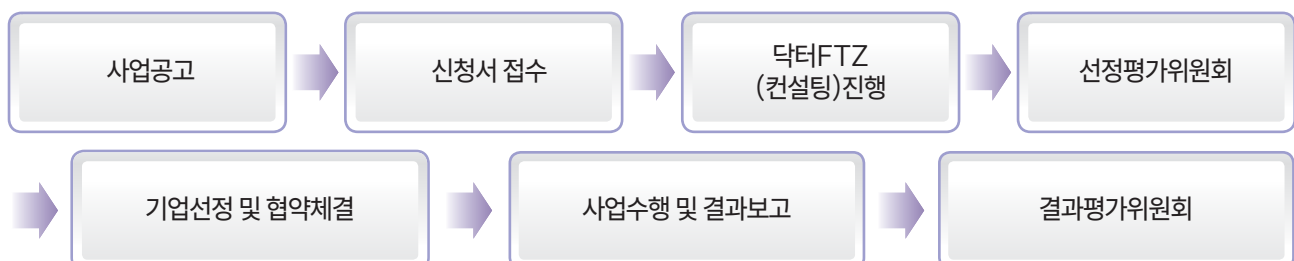 사업공고
신청서 접수
닥터FTZ
(컨설팅)진행
선정평가위원회
기업선정 및 협약체결
사업수행 및 결과보고
결과평가위원회